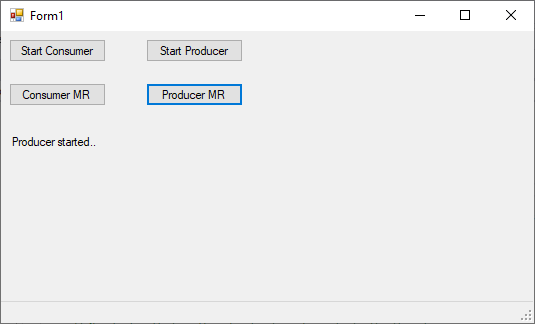 Form1
Start Consumer
Start Producer
Consumer MR
Producer MR
Producer started..